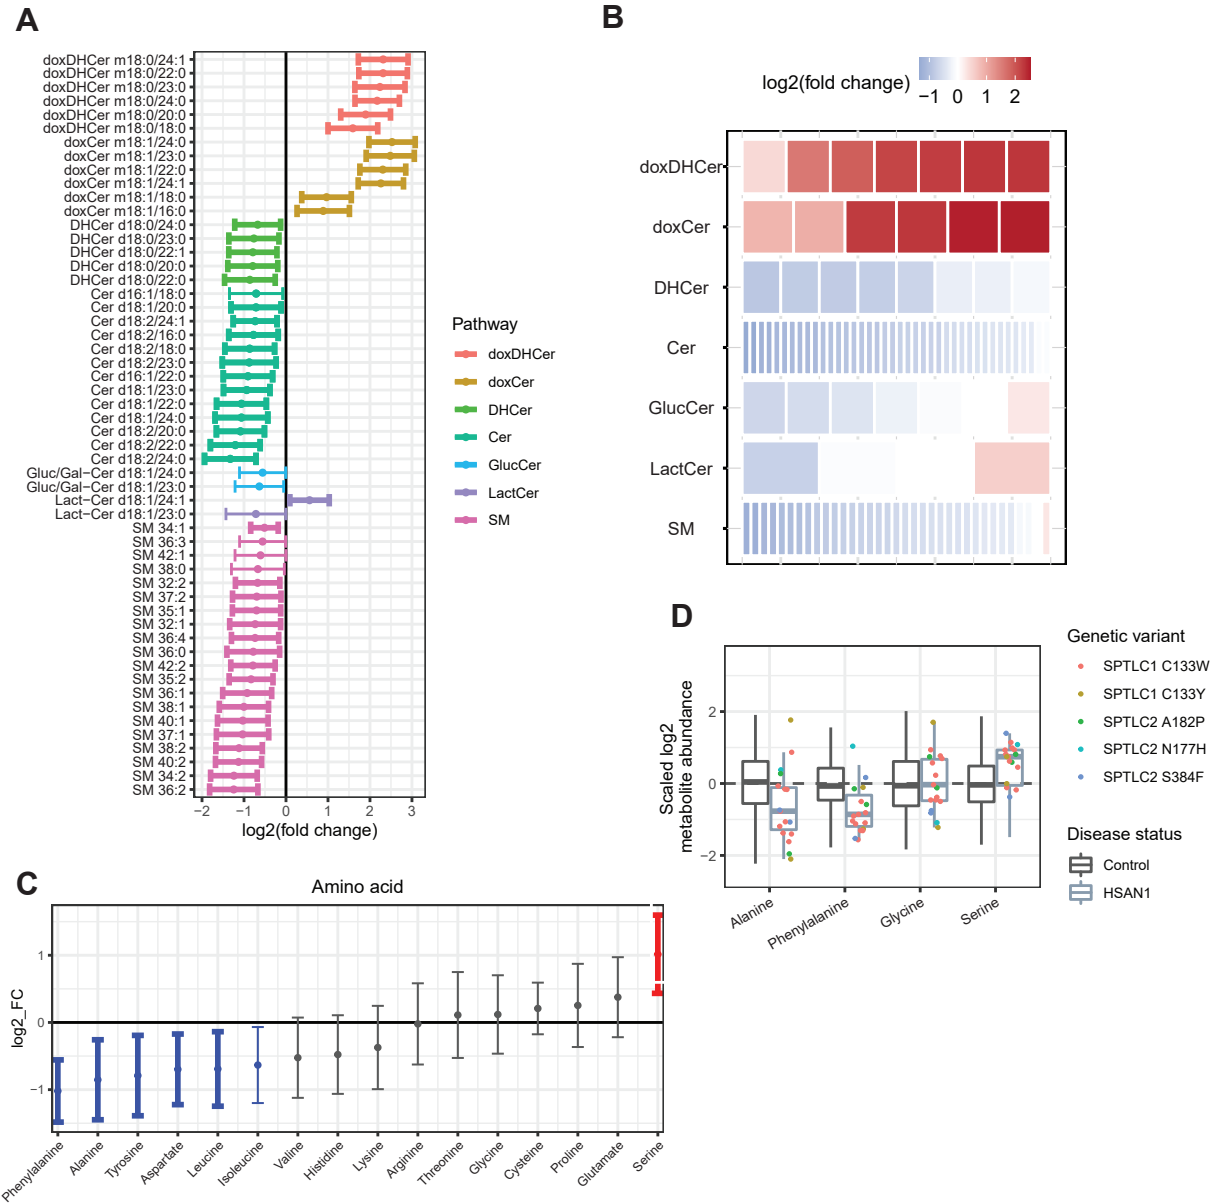 A
doxDHCer m18:0/24:1
doxDHCer m18:0/22:0
doxDHCer m18:0/23:0
doxDHCer m18:0/24:0
doxDHCer m18:0/20:0
doxDHCer m18:0/18:0
doxCer m18:1/24:0
doxCer m18:1/23:0
doxCer m18:1/22:0
doxCer m18:1/24:1
doxCer m18:1/18:0
doxCer m18:1/16:0
DHCer d18:0/24:0
DHCer d18:0/23:0
DHCer d18:0/22:1
DHCer d18:0/20:0
DHCer d18:0/22:0
Cer d16:1/18:0
Cer d18:1/20:0
Cer d18:2/24:1
Cer d18:2/16:0
Cer d18:2/18:0
Cer d18:2/23:0
Cer d16:1/22:0
Cer d18:1/23:0
Cer d18:1/22:0
Cer d18:1/24:0
Cer d18:2/20:0
Cer d18:2/22:0
Cer d18:2/24:0
Gluc/Gal−Cer d18:1/24:0
Gluc/Gal−Cer d18:1/23:0
Lact−Cer d18:1/24:1
Lact−Cer d18:1/23:0
SM 34:1
SM 36:3
SM 42:1
SM 38:0
SM 32:2
SM 37:2
SM 35:1
SM 32:1
SM 36:4
SM 36:0
SM 42:2
SM 35:2
SM 36:1
SM 38:1
SM 40:1
SM 37:1
SM 38:2
SM 40:2
SM 34:2
SM 36:2
−2 −1 0 1 2 3
log2(fold change)
Pathway
doxDHCer
doxCer
DHCer
Cer
GlucCer
LactCer
SM
B
log2(fold change)
−1 0 1 2
doxDHCer
doxCer
DHCer
Cer
GlucCer
LactCer
SM
C
Amino acid
log2_FC
1
0
−1
Phenylalanine
Alanine
Tyrosine
Aspartate
Leucine
Isoleucine
Valine
Histidine
Lysine
Arginine
Threonine
Glycine
Cysteine
Proline
Glutamate
Serine
D
Scaled log2
metabolite abundance
2
0
−2
Alanine
Phenylalanine
Glycine
Serine
Genetic variant
SPTLC1 C133W
SPTLC1 C133Y
SPTLC2 A182P
SPTLC2 N177H
SPTLC2 S384F
Disease status
Control
HSAN1